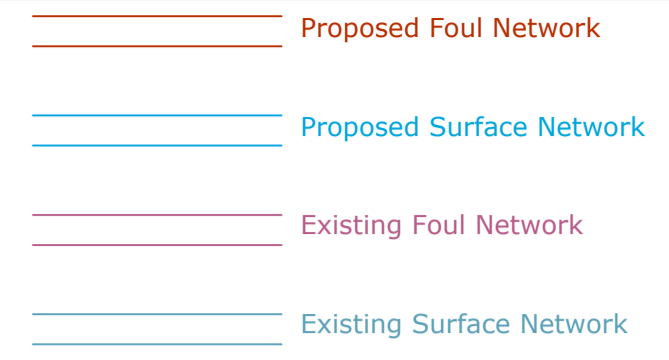 Proposed Foul Network
Proposed Surface Network
Existing Foul Network
Existing Surface Network